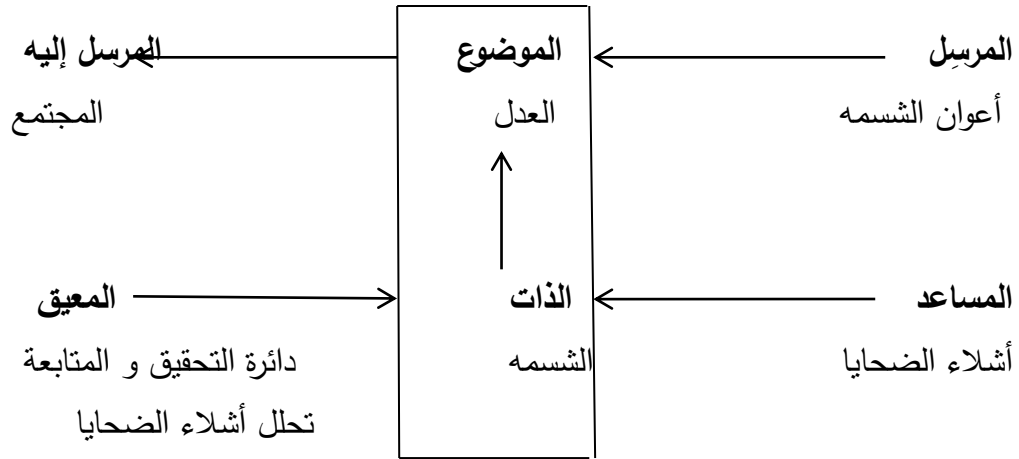 المرسِل الموضوع المرسل إليه
أعوان الشسمه العدل المجتمع
المساعد الذات المعيق
أشلاء الضحايا الشسمه دائرة التحقيق و المتابعة
تحلل أشلاء الضحايا